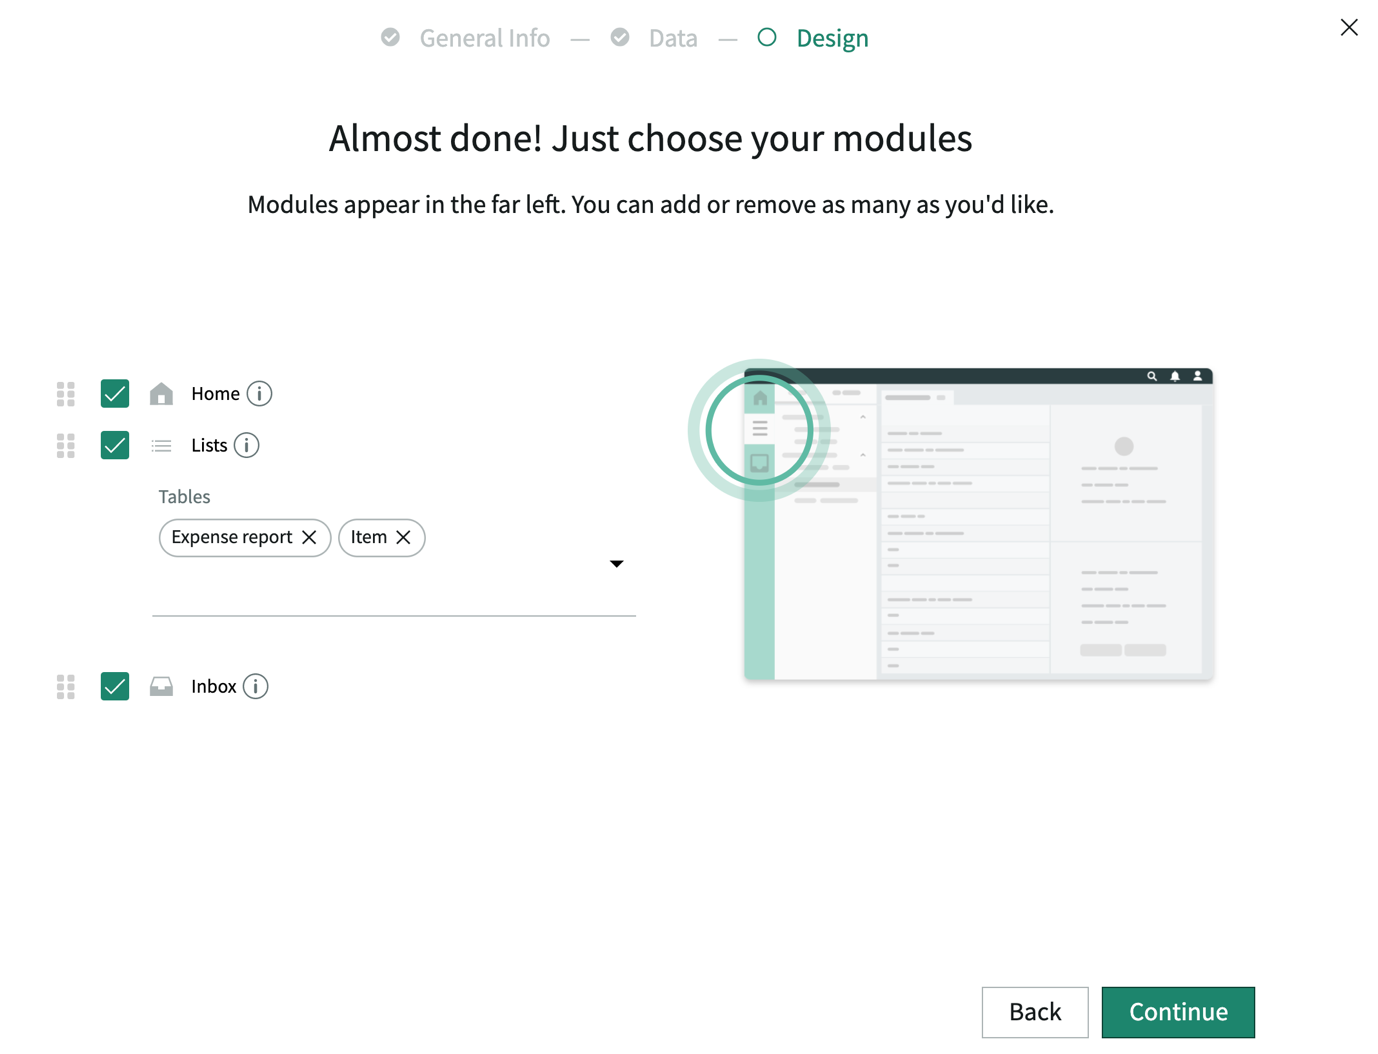 General Info — Data — Design
Almost done! Just choose your modules
Modules appear in the far left. You can add or remove as many as you'd like.
Home
Lists
Tables
Expense report
Item
Inbox
Back
Continue